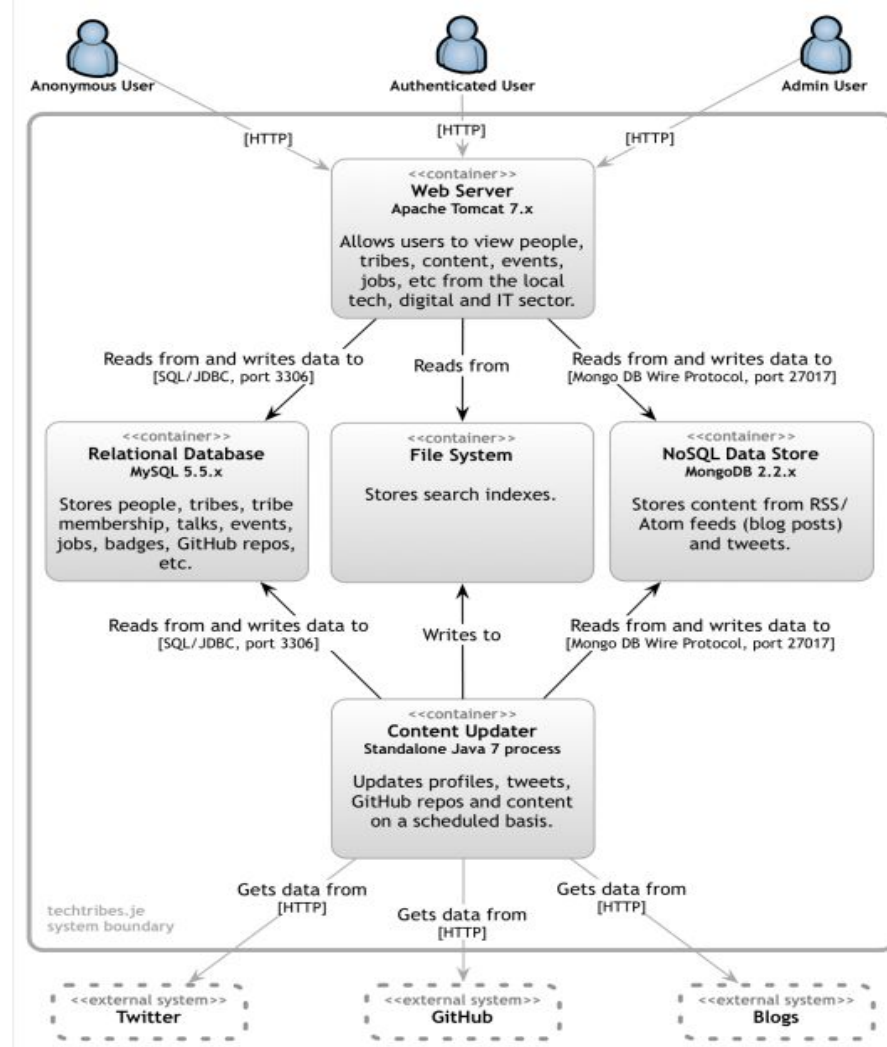 Anonymous User
Authenticated User
Admin User
[HTTP]
[HTTP]
[HTTP]
<<container>>
Web Server
Apache Tomcat 7.x
Allows users to view people,
tribes, content, events,
jobs, etc from the local
tech, digital and IT sector.
Reads from and writes data to
[SQL/JDBC, port 3306]
Reads from
Reads from and writes data to
[Mongo DB Wire Protocol, port 27017]
<<container>>
Relational Database
MySQL 5.5.x
Stores people, tribes, tribe
membership, talks, events,
jobs, badges, GitHub repos,
etc.
<<container>>
File System
Stores search indexes.
<<container>>
NoSQL Data Store
MongoDB 2.2.x
Stores content from RSS/
Atom feeds (blog posts)
and tweets.
Reads from and writes data to
[SQL/JDBC, port 3306]
Writes to
Reads from and writes data to
[Mongo DB Wire Protocol, port 27017]
<<container>>
Content Updater
Standalone Java 7 process
Updates profiles, tweets,
GitHub repos and content
on a scheduled basis.
Gets data from
[HTTP]
Gets data from
[HTTP]
Gets data from
[HTTP]
techtribes.je
system boundary
<<external system>>
Twitter
<<external system>>
GitHub
<<external system>>
Blogs